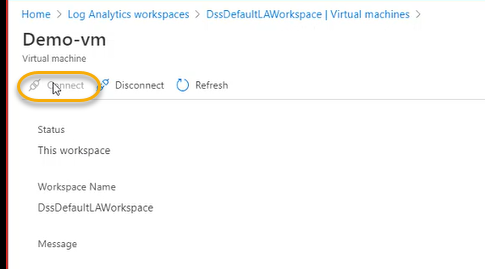 Home > Log Analytics workspaces > DssDefaultLAWorkspace | Virtual machines >
Demo-vm
Virtual machine
Connect Disconnect Refresh
Status
This workspace
Workspace Name
DssDefaultLAWorkspace
Message